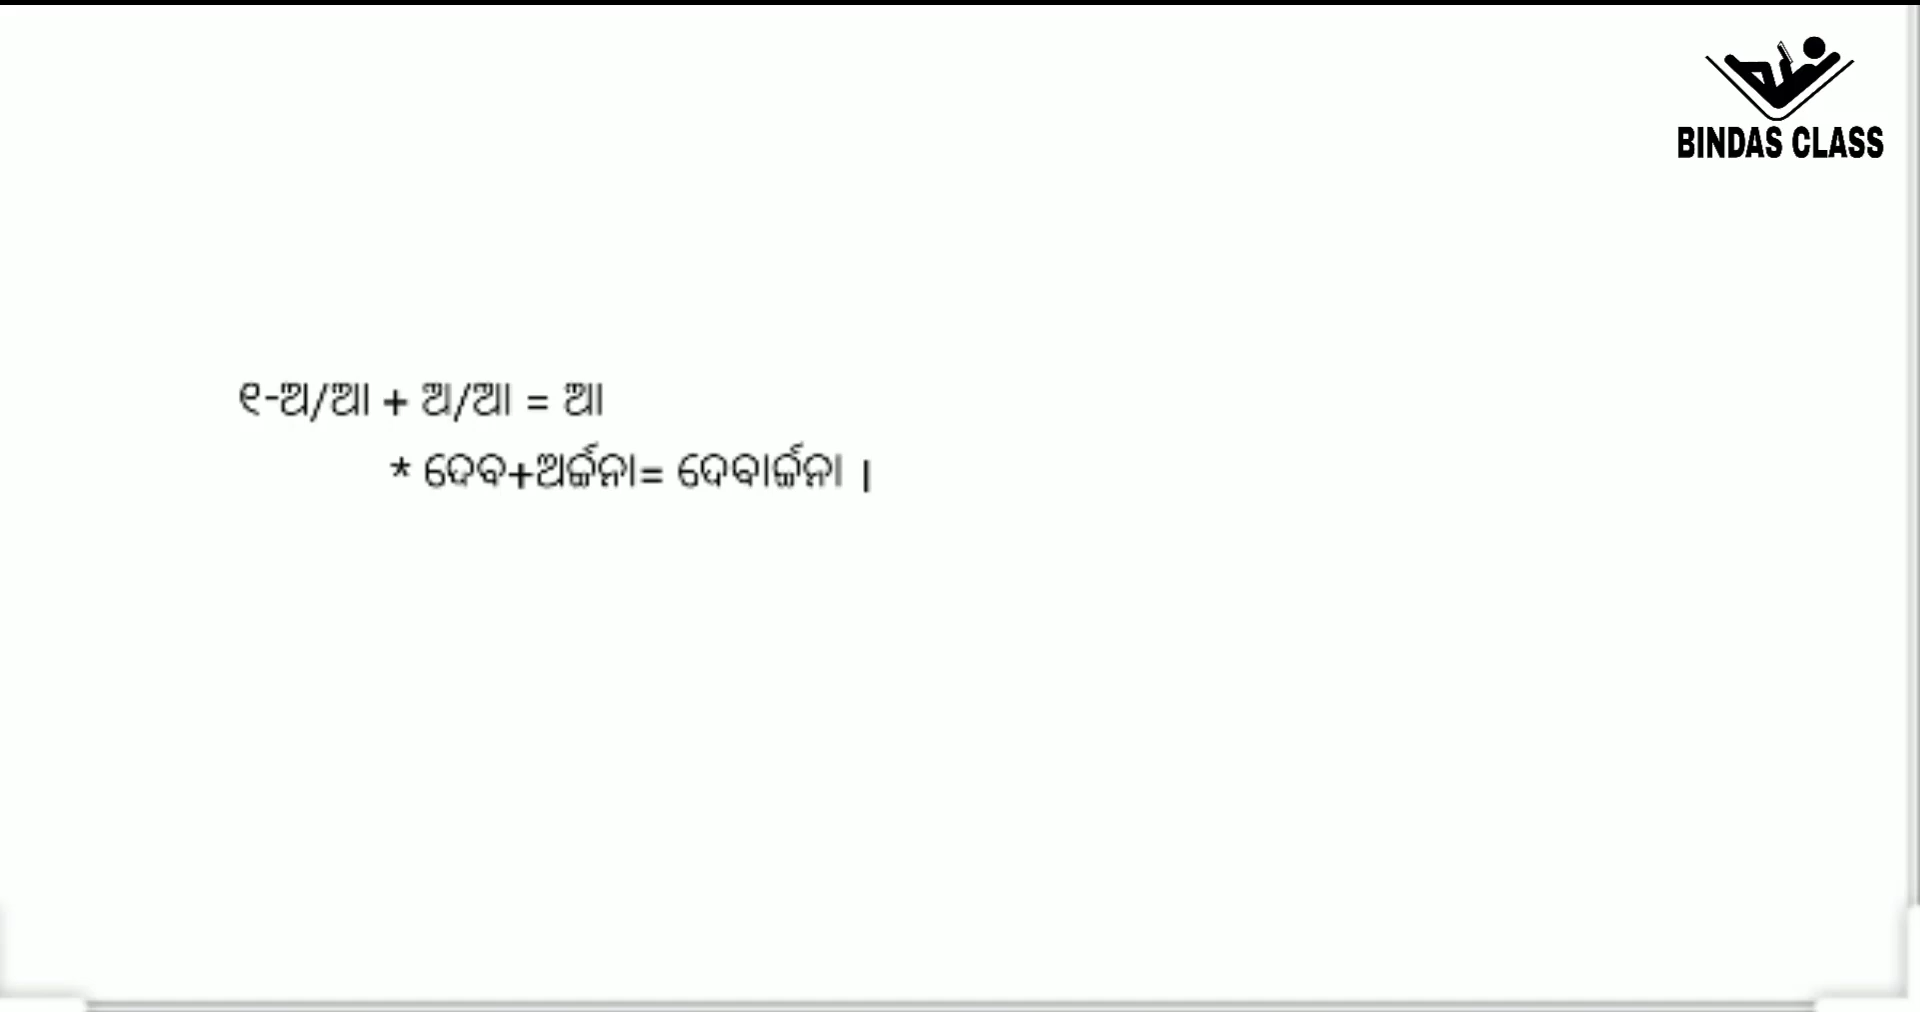 BINDAS CLASS
୧-ଅ/ଆ + ଅ/ଆ = ଆ
* ଦେବ+ଅର୍ଚ୍ଚନା= ଦେବାର୍ଚ୍ଚନା ।